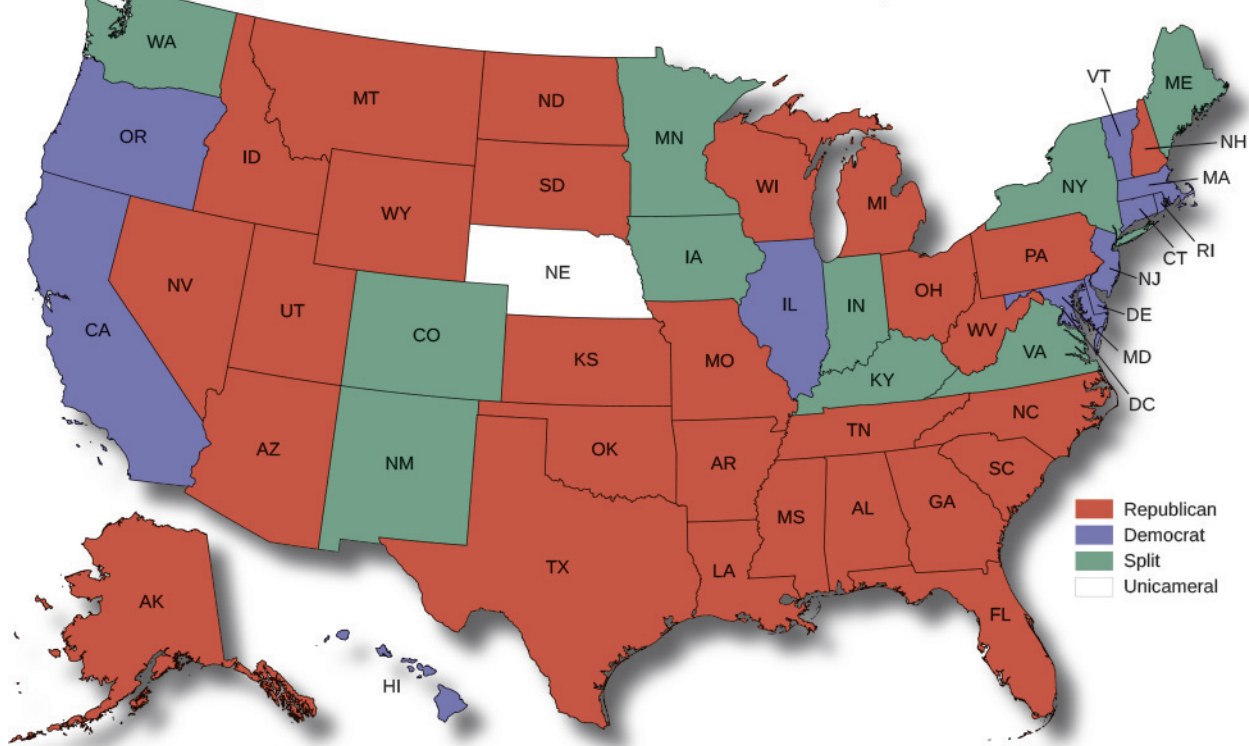 WA
ME
VT
MT
ND
MN
OR
NH
ID
WI
MA
SD
NY
WY
MI
RI
CT
IA
PA
NE
NJ
NV
OH
IL
IN
UT
DE
CA
CO
WV
VA
MD
KS
MO
KY
DC
NC
TN
AZ
OK
NM
AR
SC
GA
MS
AL
Republican
Democrat
Split
Unicameral
TX
LA
AK
FL
HI